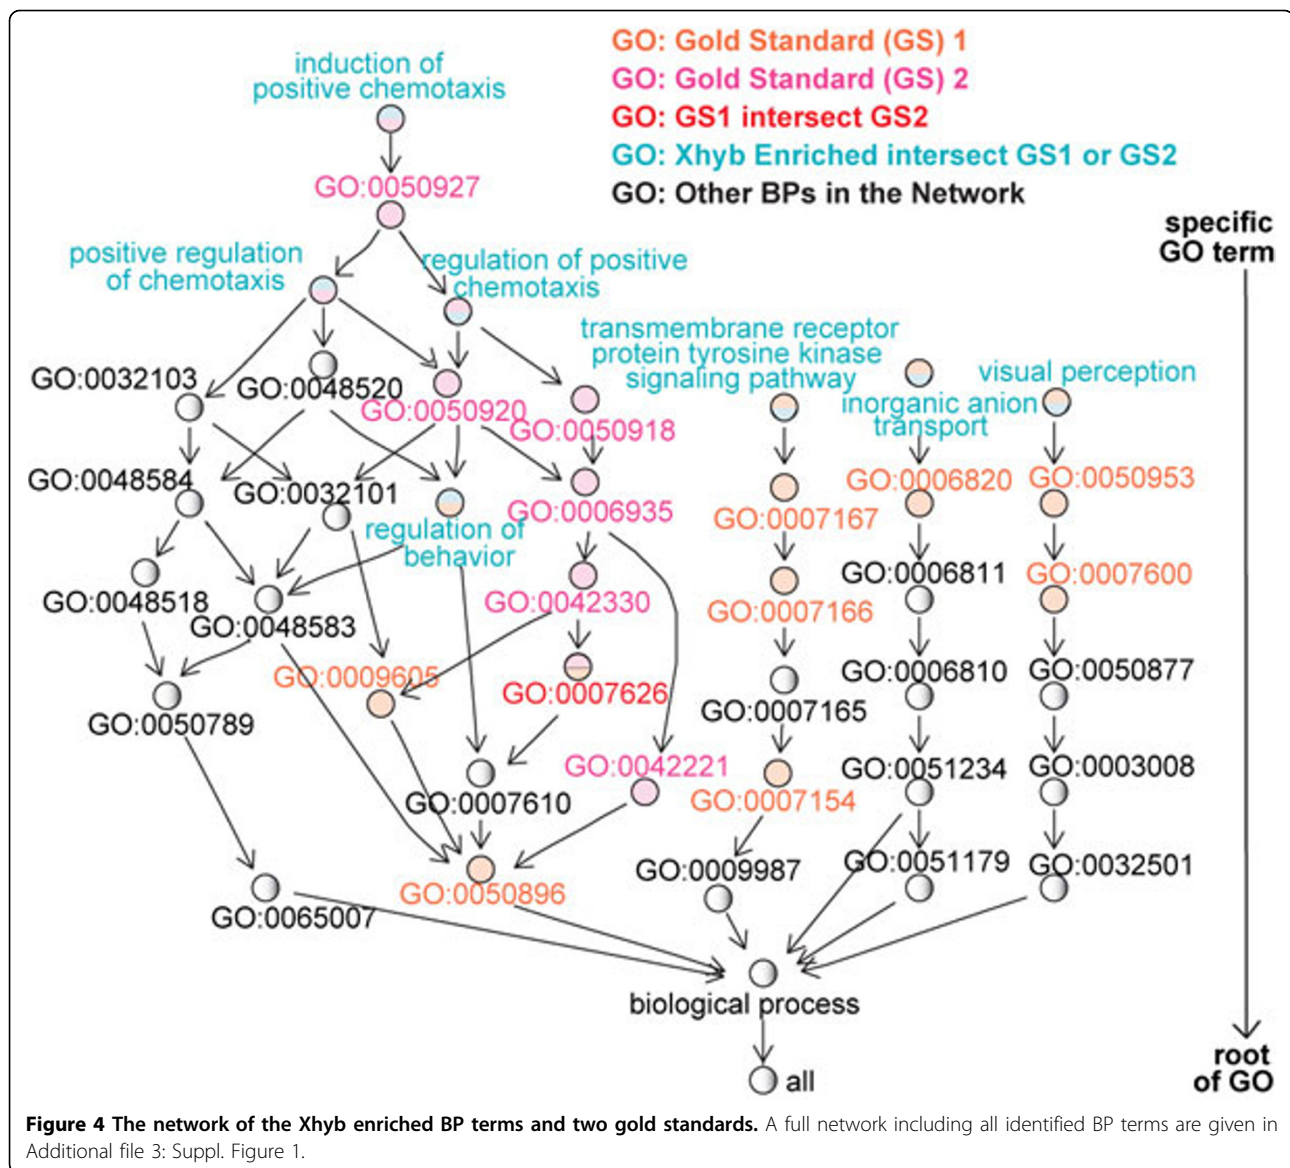 induction of
positive chemotaxis
GO: Gold Standard (GS) 1
GO: Gold Standard (GS) 2
GO: GS1 intersect GS2
GO: Xhyb Enriched intersect GS1 or GS2
GO: Other BPs in the Network
GO:0050927
specific
GO term
positive regulation
of chemotaxis
regulation of positive
chemotaxis
transmembrane receptor
protein tyrosine kinase
signaling pathway
visual perception
inorganic anion
transport
GO:0032103
GO:0048520
GO:0050920
GO:0050918
GO:0048584
GO:0032101
GO:0006935
GO:0007167
GO:0006820
GO:0050953
regulation of
behavior
GO:0006811
GO:0007600
GO:0048518
GO:0048583
GO:0042330
GO:0007166
GO:0009605
GO:0007626
GO:0006810
GO:0050877
GO:0050789
GO:0007165
GO:0042221
GO:0051234
GO:0003008
GO:0007610
GO:0007154
GO:0050896
GO:0009987
GO:0051179
GO:0032501
GO:0065007
biological process
all
root
of GO
Figure 4 The network of the Xhyb enriched BP terms and two gold standards. A full network including all identified BP terms are given in
Additional file 3: Suppl. Figure 1.